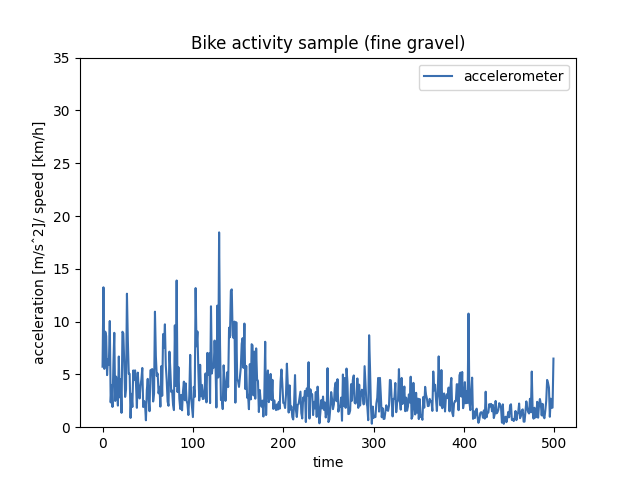 Bike activity sample (fine gravel)
accelerometer
acceleration [m/s^2]/ speed [km/h]
35
30
25
20
15
10
5
0
0 100 200 300 400 500
time